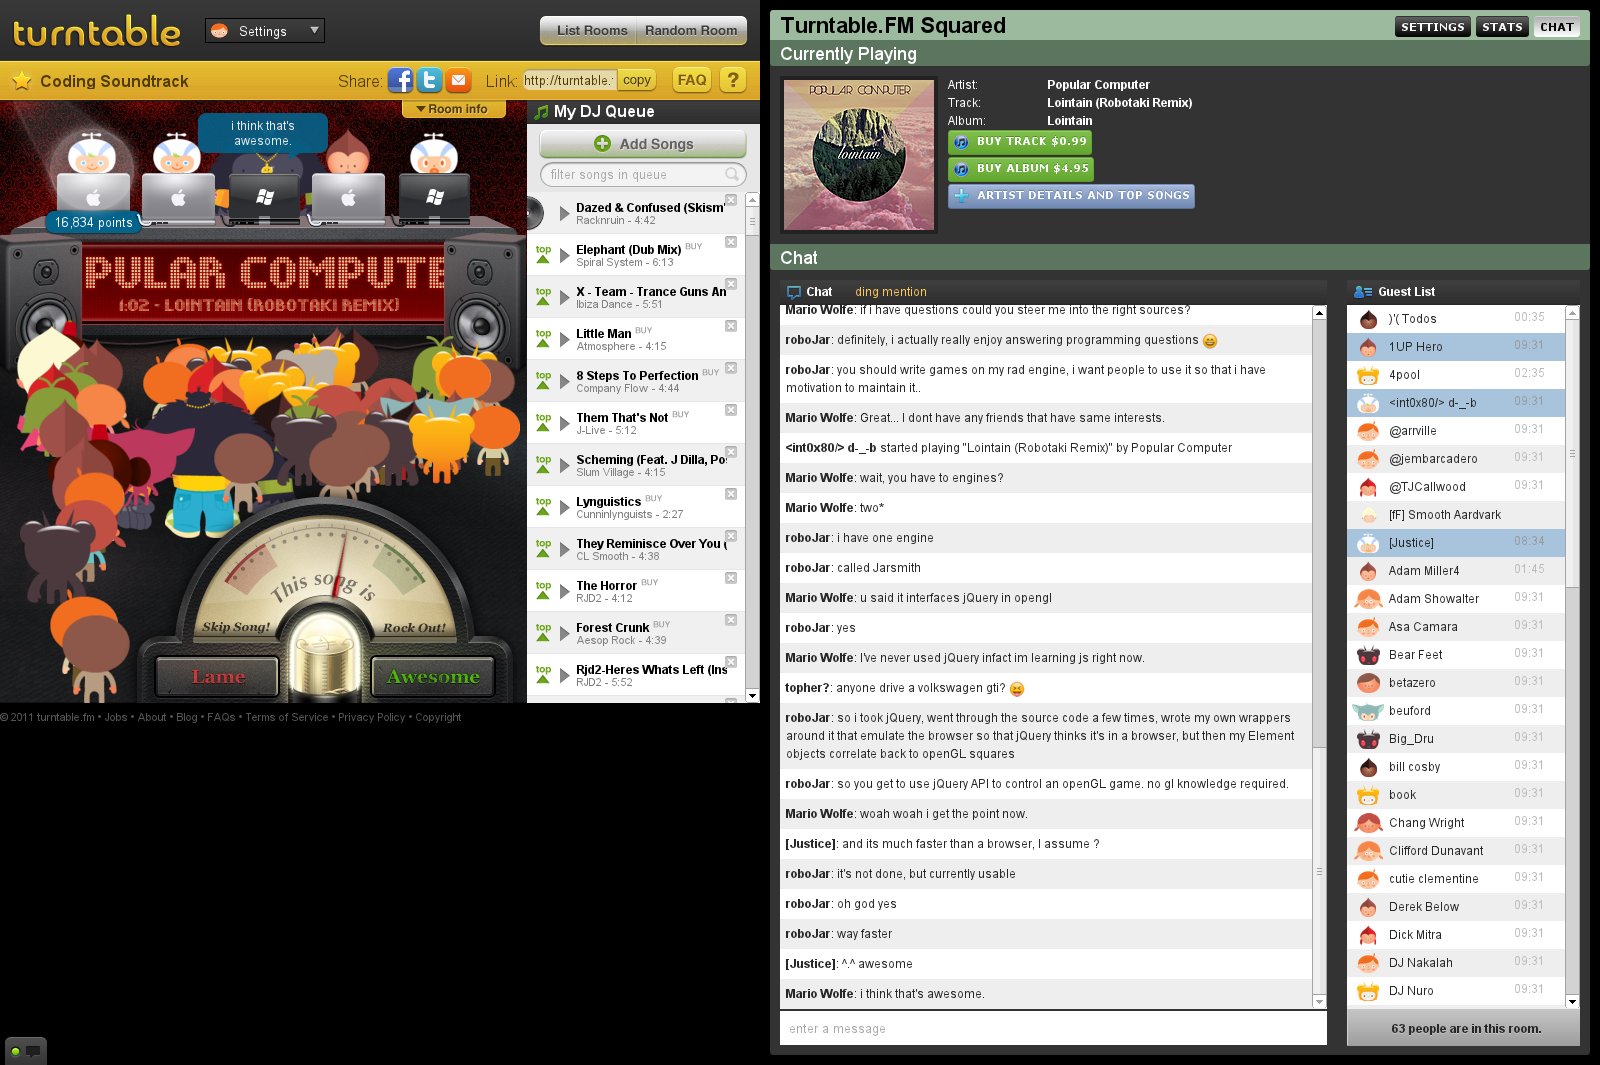 turntable
Settings
List Rooms
Random Room
Coding Soundtrack
Share:
Link:
http://turntable.
copy
FAQ
?
Room info
i think that's
awesome.
16,834 points
PULAR COMPUTE
1:02 - LOINTAIN (ROBOTAKI REMIX)
This song is
Skip Song!
Rock Out!
Lame
Awesome
My DJ Queue
Add Songs
filter songs in queue
Dazed & Confused (Skism'
Racknruin - 4:42
top
Elephant (Dub Mix) BUY
Spiral System - 6:13
top
X - Team - Trance Guns An
Ibiza Dance - 5:51
top
Little Man BUY
Atmosphere - 4:15
top
8 Steps To Perfection BUY
Company Flow - 4:44
top
Them That's Not BUY
J-Live - 5:12
top
Scheming (Feat. J Dilla, Po
Slum Village - 4:15
top
Lynguistics BUY
Cunninlynguists - 2:27
top
They Reminisce Over You (
CL Smooth - 4:38
top
The Horror BUY
RJD2 - 4:12
top
Forest Crunk BUY
Aesop Rock - 4:39
top
Rjd2-Heres Whats Left (Ins
RJD2 - 5:52
© 2011 turntable.fm • Jobs • About • Blog • FAQs • Terms of Service • Privacy Policy • Copyright
Turntable.FM Squared
SETTINGS
STATS
CHAT
Currently Playing
POPULAR COMPUTER
lointain
Artist: Popular Computer
Track: Lointain (Robotaki Remix)
Album: Lointain
BUY TRACK $0.99
BUY ALBUM $4.95
ARTIST DETAILS AND TOP SONGS
Chat
Chat
ding mention
Mario Wolfe: if i have questions could you steer me into the right sources?
roboJar: definitely, i actually really enjoy answering programming questions
roboJar: you should write games on my rad engine, i want people to use it so that i have
motivation to maintain it..
Mario Wolfe: Great... I dont have any friends that have same interests.
<int0x80/> d-_-b started playing "Lointain (Robotaki Remix)" by Popular Computer
Mario Wolfe: wait, you have to engines?
Mario Wolfe: two*
roboJar: i have one engine
roboJar: called Jarsmith
Mario Wolfe: u said it interfaces jQuery in opengl
roboJar: yes
Mario Wolfe: I've never used jQuery infact im learning js right now.
topher?: anyone drive a volkswagen gti?
roboJar: so i took jQuery, went through the source code a few times, wrote my own wrappers
around it that emulate the browser so that jQuery thinks it's in a browser, but then my Element
objects correlate back to openGL squares
roboJar: so you get to use jQuery API to control an openGL game. no gl knowledge required.
Mario Wolfe: woah woah i get the point now.
[Justice]: and its much faster than a browser, I assume ?
roboJar: it's not done, but currently usable
roboJar: oh god yes
roboJar: way faster
[Justice]: ^.^ awesome
Mario Wolfe: i think that's awesome.
enter a message
Guest List
)'( Todos 00:35
1UP Hero 09:31
4pool 02:35
<int0x80/> d-_-b 09:31
@arrville 09:31
@jembarcadero 09:31
@TJCallwood 09:31
[fF] Smooth Aardvark
[Justice] 08:34
Adam Miller4 01:45
Adam Showalter 09:31
Asa Camara 09:31
Bear Feet 09:31
betazero 09:31
beuford 09:31
Big_Dru 09:31
bill cosby 09:31
book 09:31
Chang Wright 09:31
Clifford Dunavant 09:31
cutie clementine 09:31
Derek Below 09:31
Dick Mitra 09:31
DJ Nakalah 09:31
DJ Nuro 09:31
63 people are in this room.